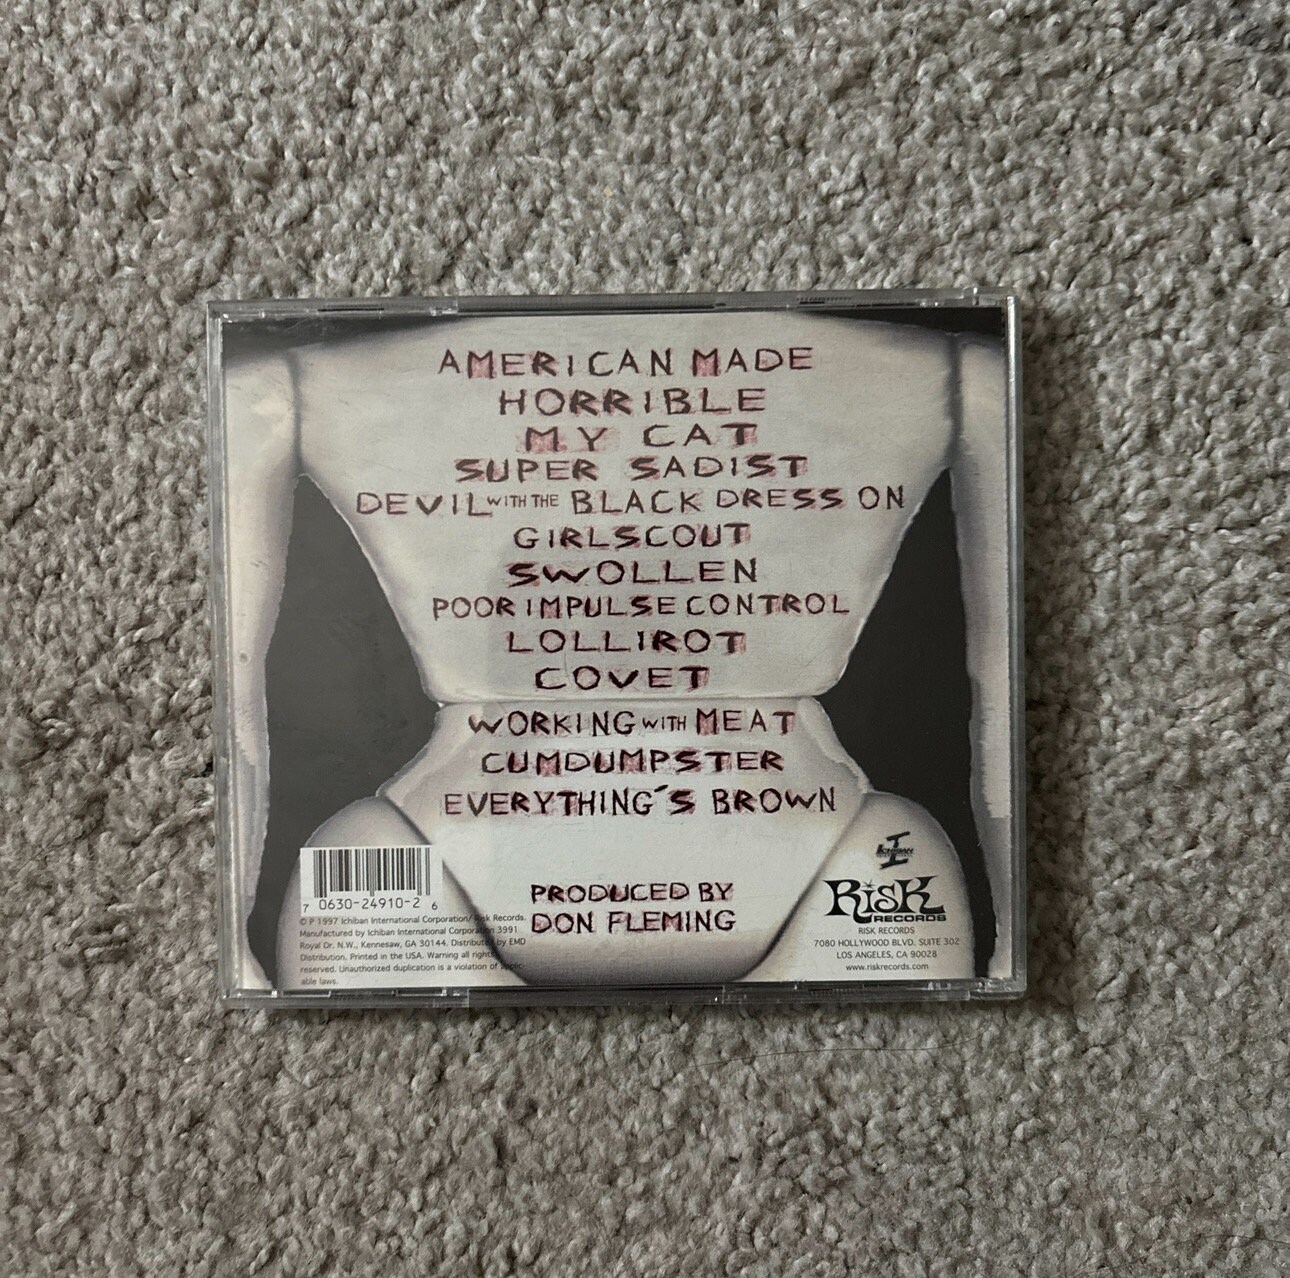 AMERICAN MADE
HORRIBLE
MY CAT
SUPER SADIST
DEVIL WITH THE BLACK DRESS ON
GIRLSCOUT
SWOLLEN
POOR IMPULSE CONTROL
LOLLIROT
COVET
WORKING WITH MEAT
CUMDUMPSTER
EVERYTHING'S BROWN
PRODUCED BY
DON FLEMING
7 0630-24910-2 6
© P 1997 Ichiban International Corporation/Risk Records.
Manufactured by Ichiban International Corporation 3991
Royal Dr. N.W., Kennesaw, GA 30144. Distributed by EMD
Distribution. Printed in the USA. Warning all rights
reserved. Unauthorized duplication is a violation of applic-
able laws.
ICHIBAN
RISK
RECORDS
RISK RECORDS
7080 HOLLYWOOD BLVD. SUITE 302
LOS ANGELES, CA 90028
www.riskrecords.com